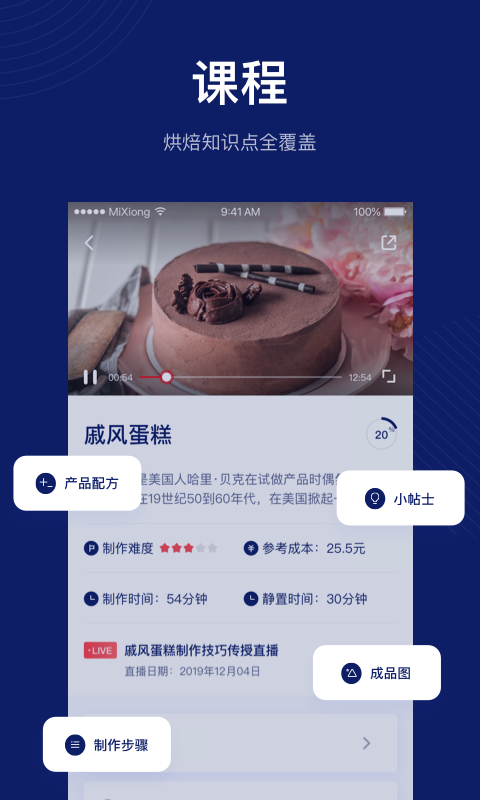 课程
烘焙知识点全覆盖
MiXiong
9:41 AM
100%
00:54
12:54
戚风蛋糕
20%
是美国人哈里·贝克在试做产品时偶
在19世纪50到60年代，在美国掀起
产品配方
小帖士
制作难度
参考成本：25.5元
制作时间：54分钟
静置时间：30分钟
LIVE 戚风蛋糕制作技巧传授直播
直播日期：2019年12月04日
成品图
制作步骤